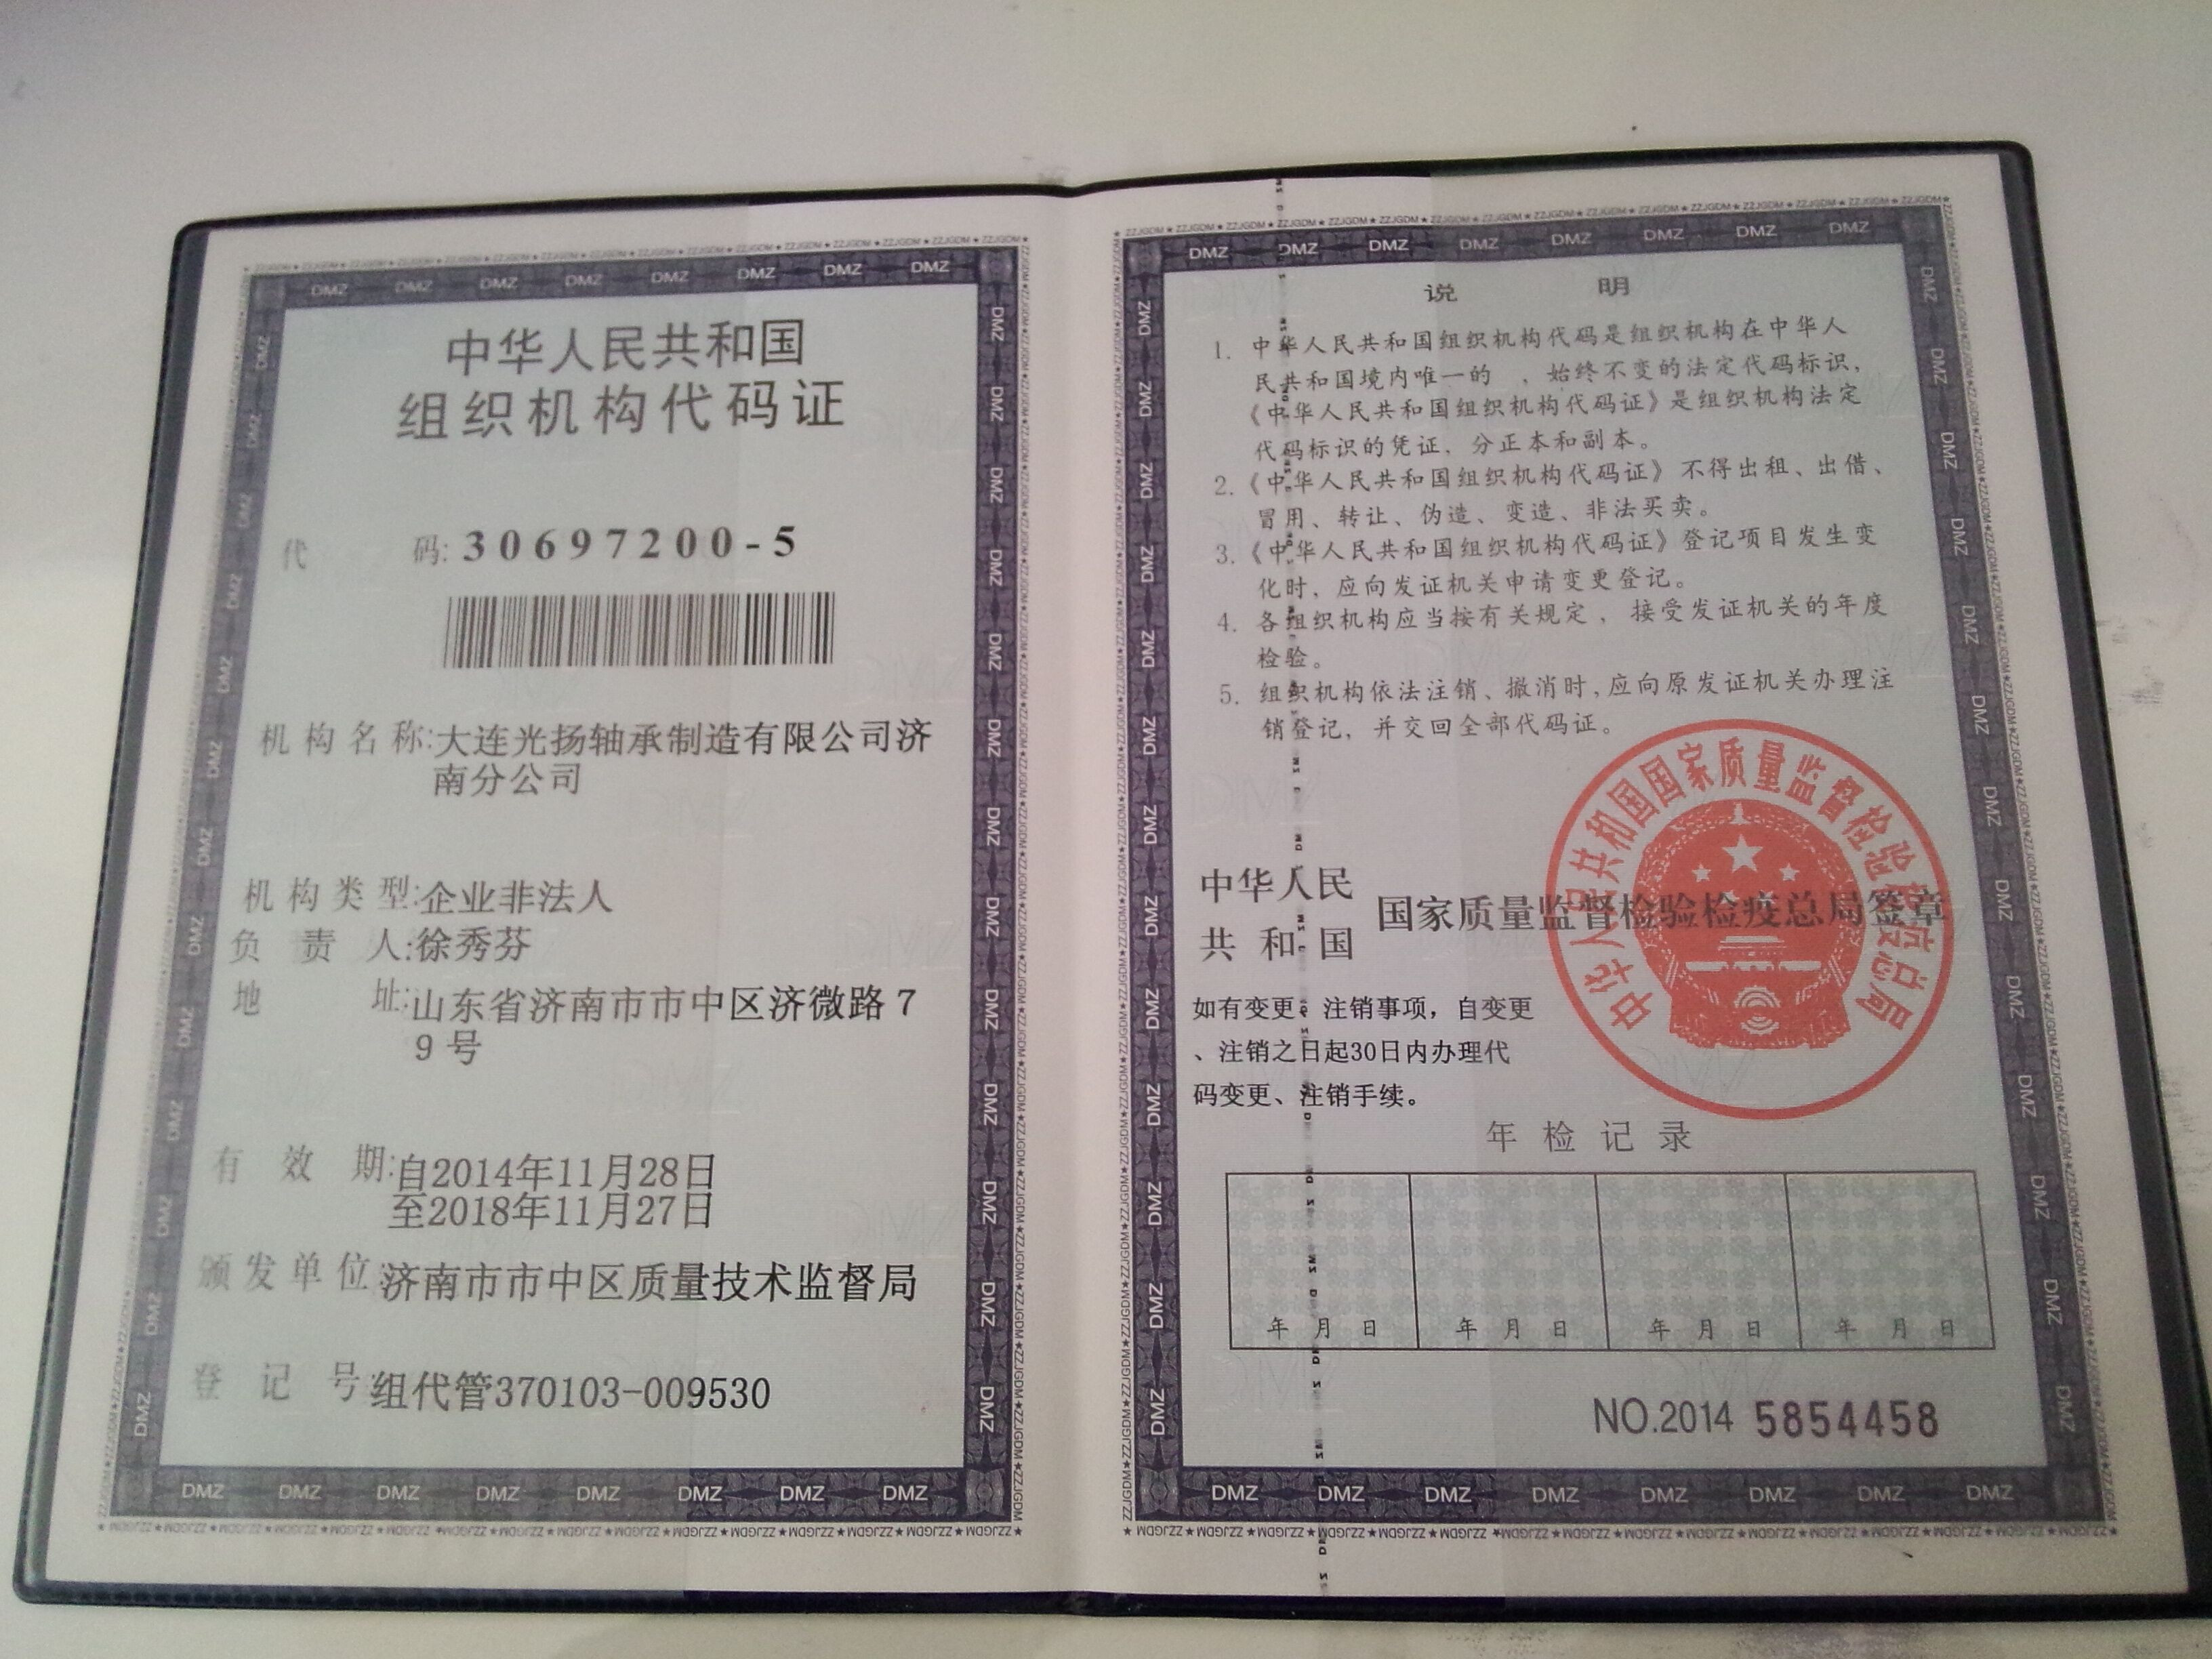 中华人民共和国
组织机构代码证
代 码: 30697200-5
机构名称:大连光扬轴承制造有限公司济
南分公司
机构类型:企业非法人
负责人:徐秀芬
地 址:山东省济南市市中区济微路7
9号
有效期:自2014年11月28日
至2018年11月27日
颁发单位:济南市市中区质量技术监督局
登记号 组代管370103-009530
说 明
1. 中华人民共和国组织机构代码是组织机构在中华人
民共和国境内唯一的 、始终不变的法定代码标识,
《中华人民共和国组织机构代码证》是组织机构法定
代码标识的凭证, 分正本和副本。
2.《中华人民共和国组织机构代码证》不得出租、出借、
冒用、转让、伪造、变造、非法买卖。
3.《中华人民共和国组织机构代码证》登记项目发生变
化时, 应向发证机关申请变更登记。
4. 各组织机构应当按有关规定, 接受发证机关的年度
检验。
5. 组织机构依法注销、撤消时,应向原发证机关办理注
销登记, 并交回全部代码证。
中华人民共和国国家质量监督检验检疫总局
中华人民
共和国 国家质量监督检验检疫总局签章
如有变更、注销事项，自变更
、注销之日起30日内办理代
码变更、注销手续。
年检记录
年 月 日 年 月 日 年 月 日 年 月 日
NO.2014 5854458